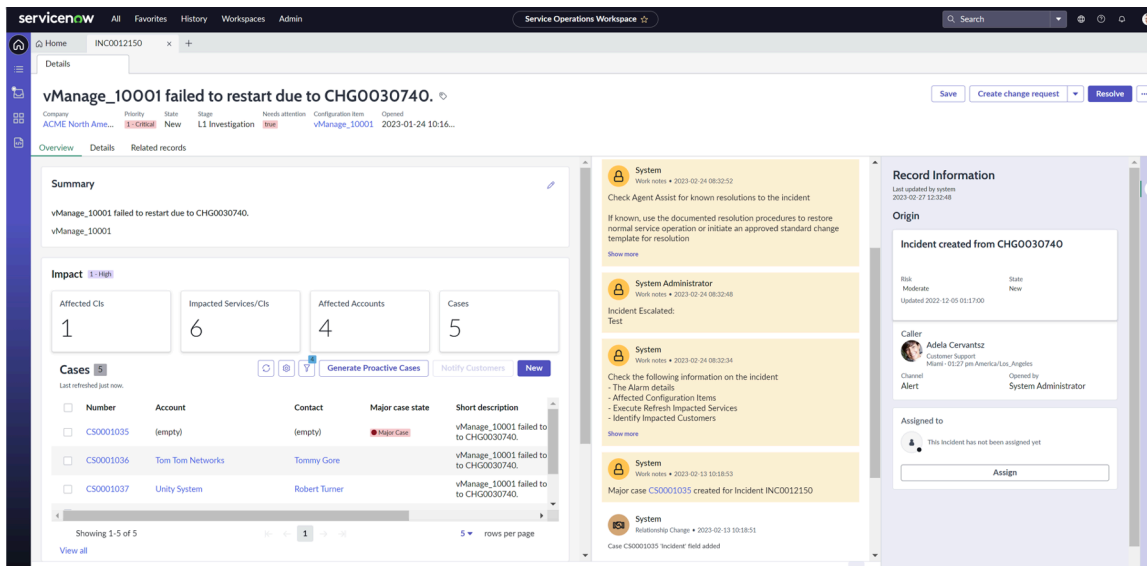 servicenow All Favorites History Workspaces Admin Service Operations Workspace Search
Home INC0012150
Details
vManage_10001 failed to restart due to CHG0030740.
Save Create change request Resolve
Company Priority State Stage Needs attention Configuration item Opened
ACME North Ame... 1 - Critical New L1 Investigation true vManage_10001 2023-01-24 10:16...
Overview Details Related records
Summary
vManage_10001 failed to restart due to CHG0030740.
vManage_10001
Impact 1 - High
Affected CIs Impacted Services/CIs Affected Accounts Cases
1 6 4 5
Cases 5
Last refreshed just now.
4
Generate Proactive Cases Notify Customers New
Number Account Contact Major case state Short description
CS0001035 (empty) (empty) Major Case vManage_10001 failed to
to CHG0030740.
CS0001036 Tom Tom Networks Tommy Gore vManage_10001 failed to
to CHG0030740.
CS0001037 Unity System Robert Turner vManage_10001 failed to
to CHG0030740.
Showing 1-5 of 5 1 5 rows per page
View all
System
Work notes • 2023-02-24 08:32:52
Check Agent Assist for known resolutions to the incident
If known, use the documented resolution procedures to restore
normal service operation or initiate an approved standard change
template for resolution
Show more
System Administrator
Work notes • 2023-02-24 08:32:48
Incident Escalated:
Test
System
Work notes • 2023-02-24 08:32:34
Check the following information on the incident
- The Alarm details
- Affected Configuration Items
- Execute Refresh Impacted Services
- Identify Impacted Customers
Show more
System
Work notes • 2023-02-13 10:18:53
Major case CS0001035 created for Incident INC0012150
System
Relationship Change • 2023-02-13 10:18:51
Case CS0001035 'Incident' field added
Record Information
Last updated by system
2023-02-27 12:32:48
Origin
Incident created from CHG0030740
Risk State
Moderate New
Updated 2022-12-05 01:17:00
Caller
Adela Cervantsz
Customer Support
Miami • 01:27 pm America/Los_Angeles
Channel Opened by
Alert System Administrator
Assigned to
This incident has not been assigned yet
Assign